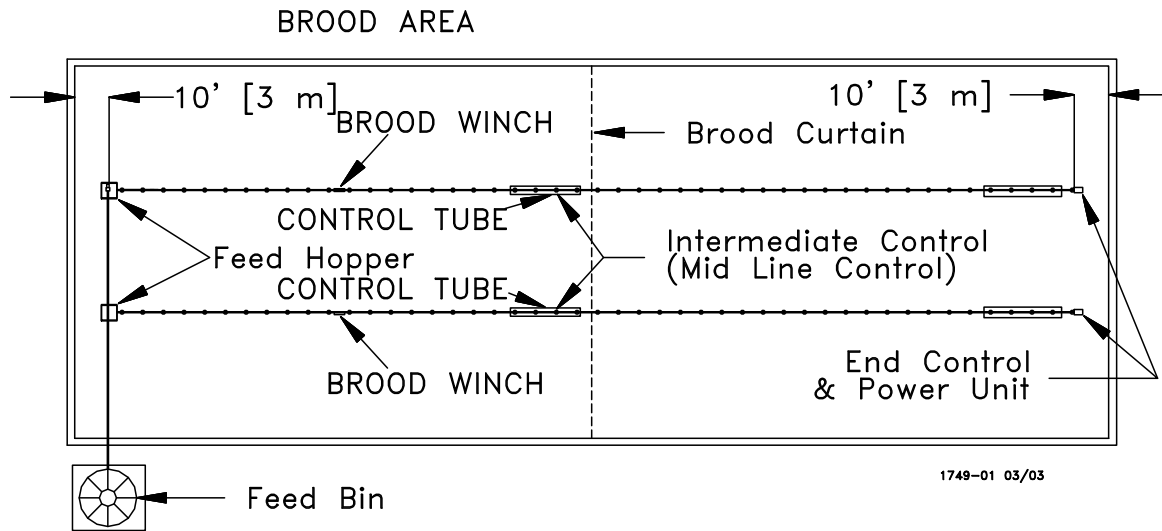 BROOD AREA
10' [3 m]
10' [3 m]
BROOD WINCH
Brood Curtain
CONTROL TUBE
Feed Hopper
Intermediate Control
(Mid Line Control)
CONTROL TUBE
End Control
& Power Unit
BROOD WINCH
1749-01 03/03
Feed Bin